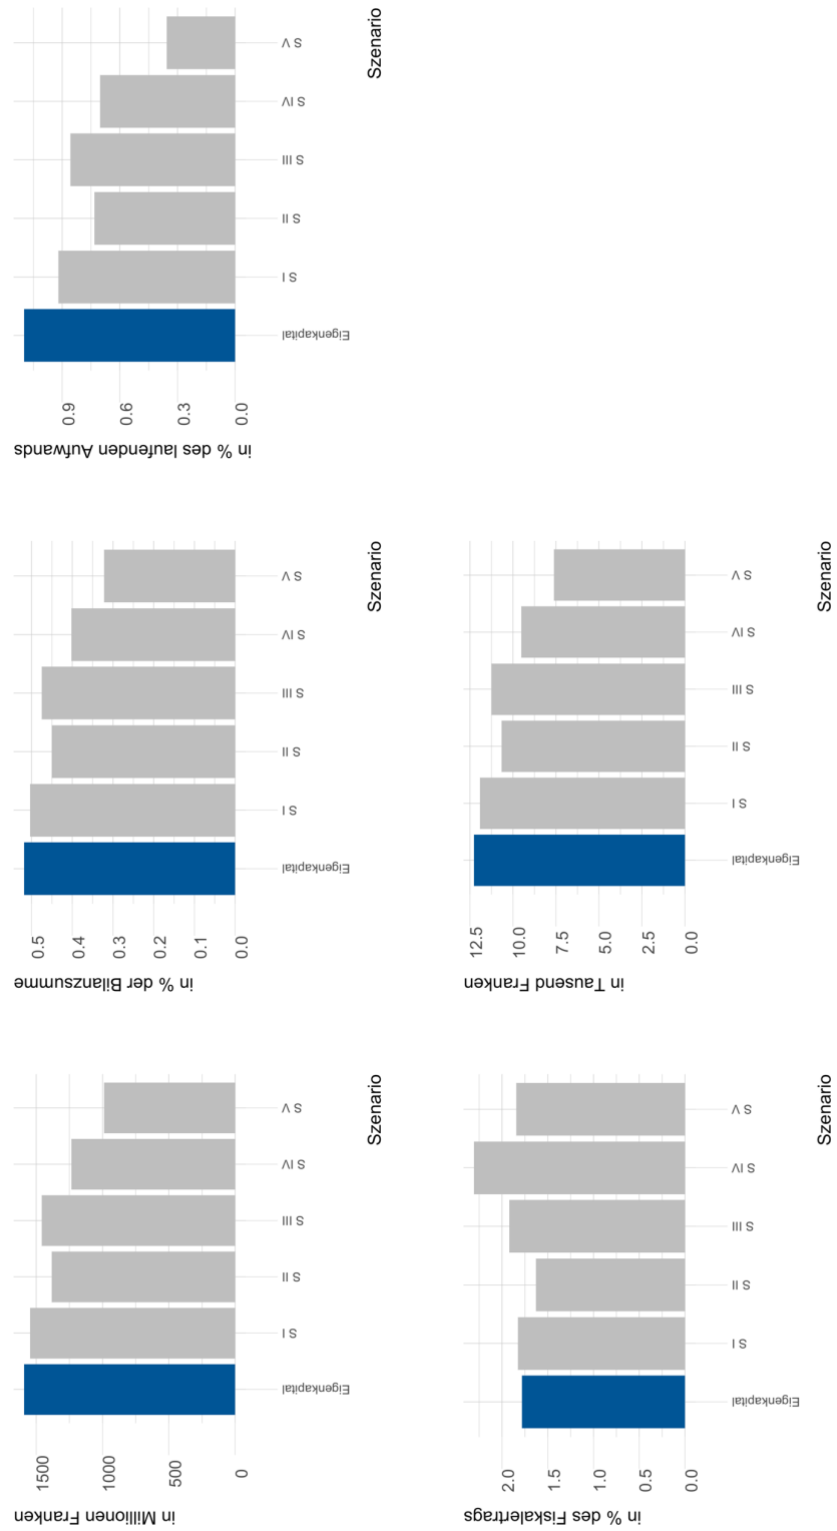 in Millionen Franken
1500
1000
500
0
Eigenkapital
S I
S II
S III
S IV
S V
Szenario
in % der Bilanzsumme
0.5
0.4
0.3
0.2
0.1
0.0
Eigenkapital
S I
S II
S III
S IV
S V
Szenario
in % des laufenden Aufwands
0.9
0.6
0.3
0.0
Eigenkapital
S I
S II
S III
S IV
S V
Szenario
in % des Fiskalertrags
2.0
1.5
1.0
0.5
0.0
Eigenkapital
S I
S II
S III
S IV
S V
Szenario
in Tausend Franken
12.5
10.0
7.5
5.0
2.5
0.0
Eigenkapital
S I
S II
S III
S IV
S V
Szenario